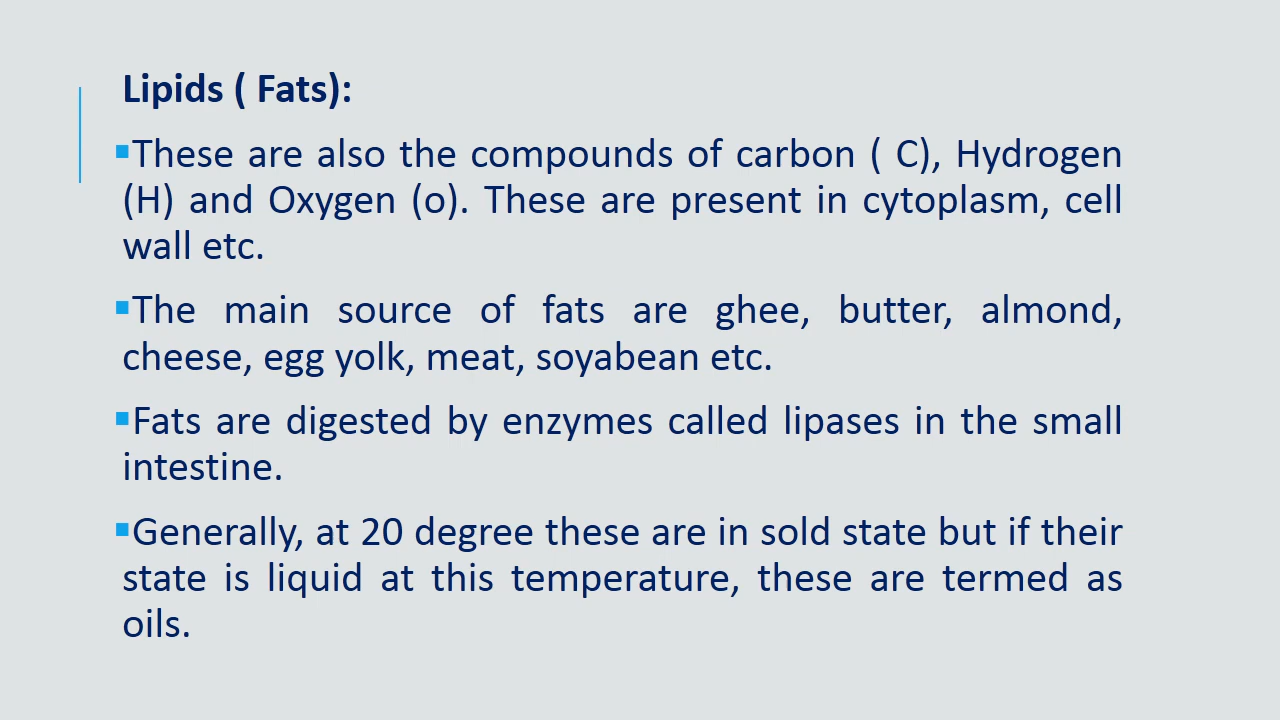 Lipids ( Fats):
▪These are also the compounds of carbon ( C), Hydrogen
(H) and Oxygen (o). These are present in cytoplasm, cell
wall etc.
▪The main source of fats are ghee, butter, almond,
cheese, egg yolk, meat, soyabean etc.
▪Fats are digested by enzymes called lipases in the small
intestine.
▪Generally, at 20 degree these are in sold state but if their
state is liquid at this temperature, these are termed as
oils.